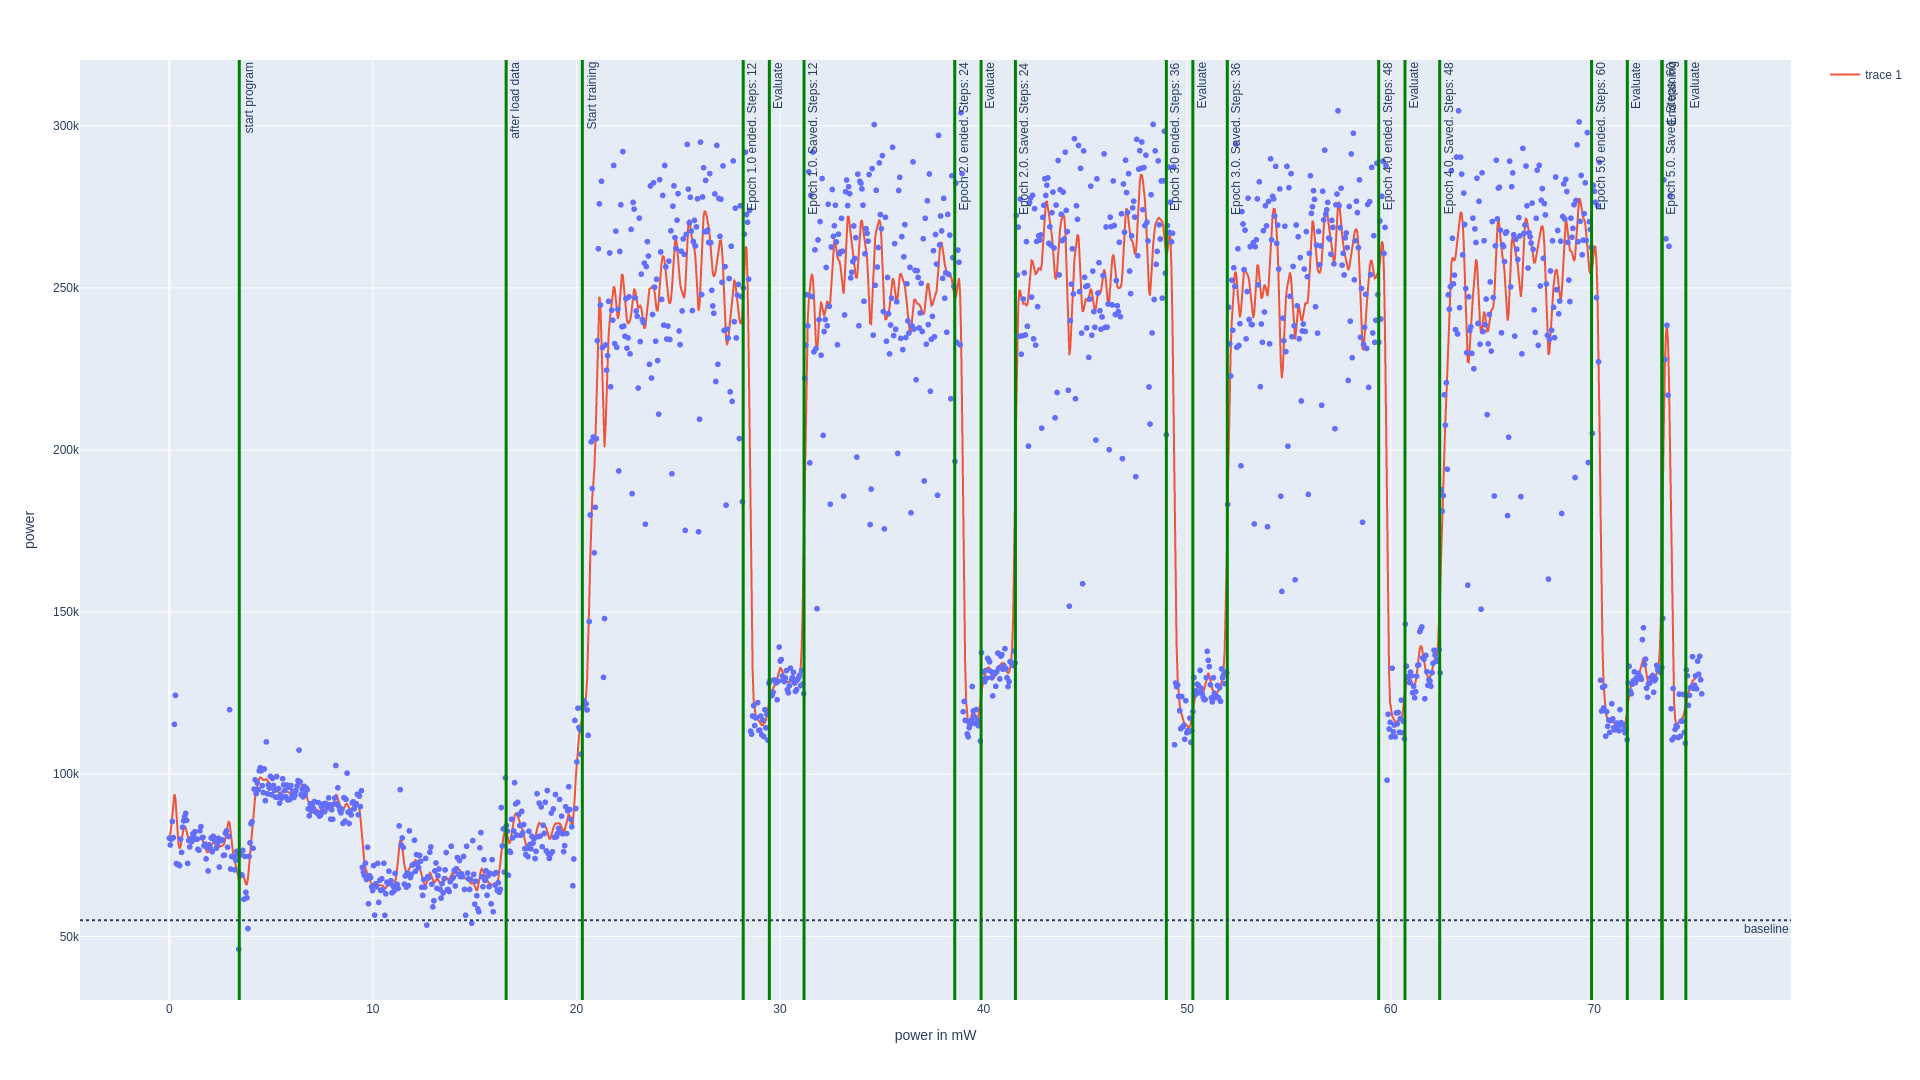 start program
after load data
Start training
Epoch 1.0 ended. Steps: 12
Evaluate
Epoch 1.0. Saved. Steps: 12
Epoch 2.0 ended. Steps: 24
Evaluate
Epoch 2.0. Saved. Steps: 24
Epoch 3.0 ended. Steps: 36
Evaluate
Epoch 3.0. Saved. Steps: 36
Epoch 4.0 ended. Steps: 48
Evaluate
Epoch 4.0. Saved. Steps: 48
Epoch 5.0 ended. Steps: 60
Evaluate
Epoch 5.0. Saved. Steps: 60
Evaluate
trace 1
300k
250k
200k
150k
100k
50k
power
baseline
0 10 20 30 40 50 60 70
power in mW